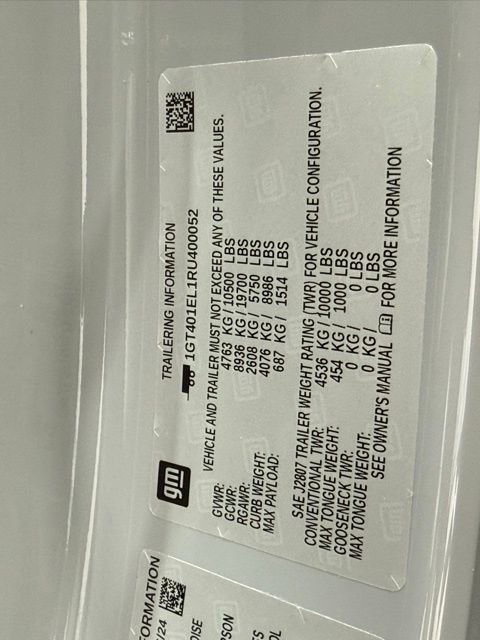 gm
TRAILERING INFORMATION
1GT401EL1RU400052
VEHICLE AND TRAILER MUST NOT EXCEED ANY OF THESE VALUES.
GVWR: 4763 KG / 10500 LBS
GCWR: 8936 KG / 19700 LBS
RGAWR: 2608 KG / 5750 LBS
CURB WEIGHT: 4076 KG / 8986 LBS
MAX PAYLOAD: 687 KG / 1514 LBS
SAE J2807 TRAILER WEIGHT RATING (TWR) FOR VEHICLE CONFIGURATION.
CONVENTIONAL TWR: 4536 KG / 10000 LBS
MAX TONGUE WEIGHT: 454 KG / 1000 LBS
GOOSENECK TWR: 0 KG / 0 LBS
MAX TONGUE WEIGHT: 0 KG / 0 LBS
SEE OWNER'S MANUAL FOR MORE INFORMATION
ORMATION
/24